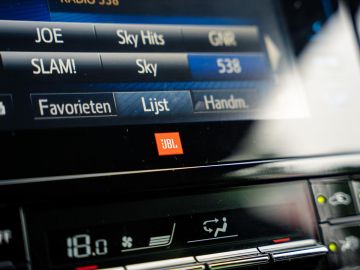 RADIO 538
JOE Sky Hits GNR
SLAM! Sky 538
Favorieten Lijst Handm.
JBL
18.0